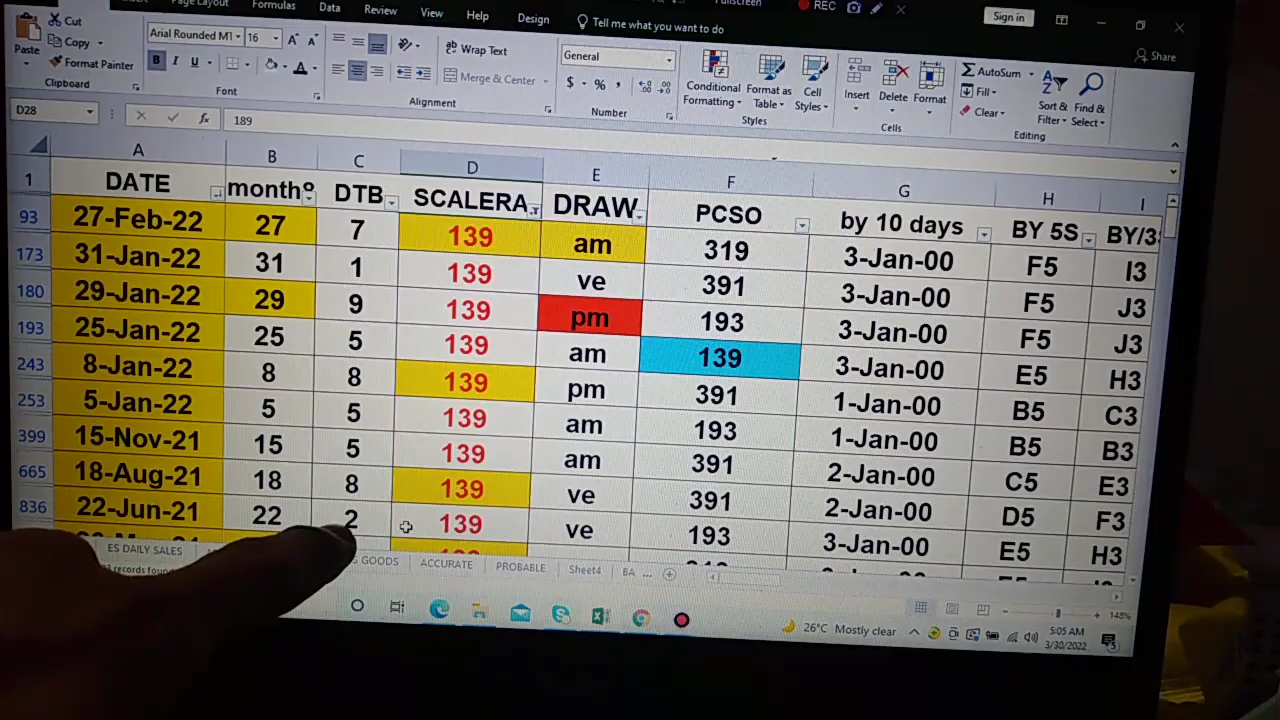 Page Layout Formulas Data Review View Help Design Tell me what you want to do REC Sign in
Cut
Copy
Format Painter
Paste
Arial Rounded MT 16
B I U
Wrap Text
Merge & Center
General
$ % ,
Conditional Formatting
Format as Table
Cell Styles
Insert Delete Format
AutoSum
Fill
Clear
Sort & Filter
Find & Select
Share
Clipboard Font Alignment Number Styles Cells Editing
D28 fx 189
A B C D E F G H I
1 DATE month DTB SCALERA DRAW PCSO by 10 days BY 5S BY/3S
93 27-Feb-22 27 7 139 am 319 3-Jan-00 F5 I3
173 31-Jan-22 31 1 139 ve 391 3-Jan-00 F5 J3
180 29-Jan-22 29 9 139 pm 193 3-Jan-00 F5 J3
193 25-Jan-22 25 5 139 am 139 3-Jan-00 E5 H3
243 8-Jan-22 8 8 139 pm 391 1-Jan-00 B5 C3
253 5-Jan-22 5 5 139 am 193 1-Jan-00 B5 B3
399 15-Nov-21 15 5 139 am 391 2-Jan-00 C5 E3
665 18-Aug-21 18 8 139 ve 391 2-Jan-00 D5 F3
836 22-Jun-21 22 2 139 ve 193 3-Jan-00 E5 H3
ES DAILY SALES GOODS ACCURATE PROBABLE Sheet4 BA ...
records found
148%
26°C Mostly clear
5:05 AM
3/30/2022